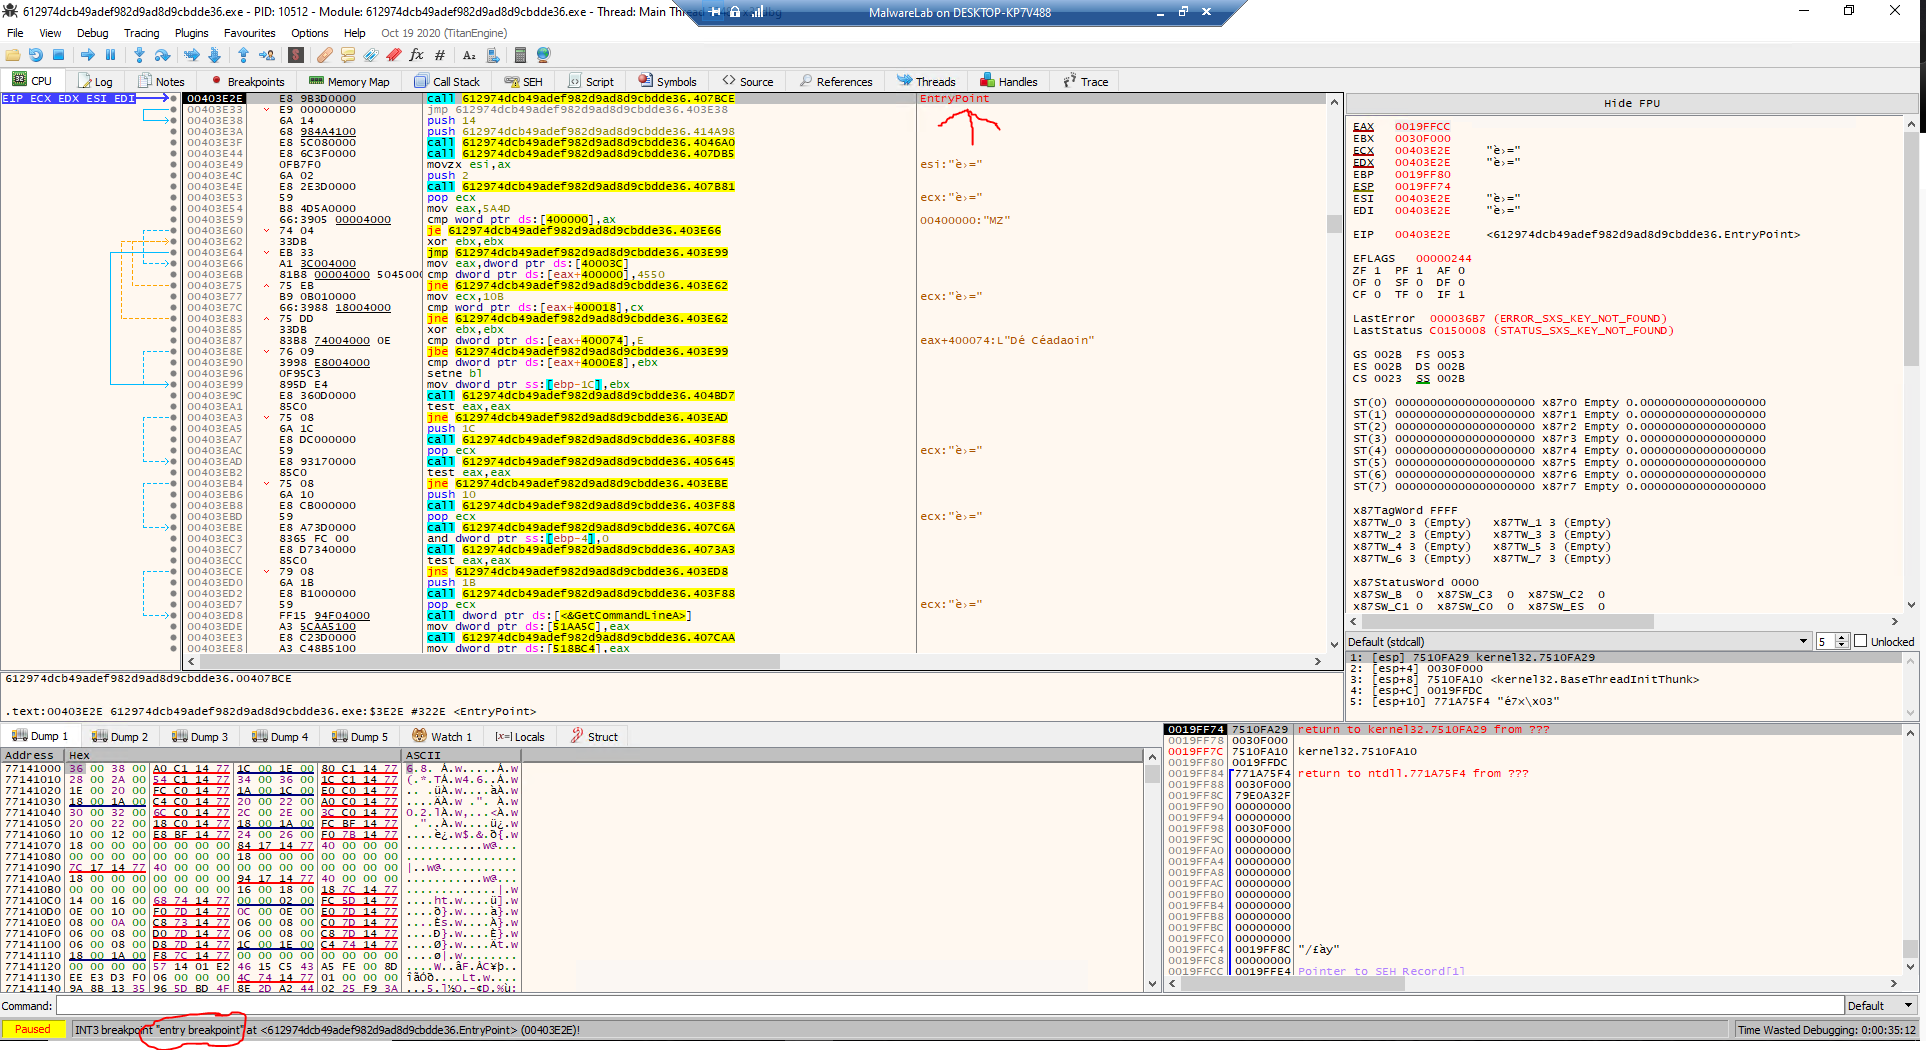 612974dcb49adef982d9ad8d9cbdde36.exe - PID: 10512 - Module: 612974dcb49adef982d9ad8d9cbdde36.exe - Thread: Main Thread
MalwareLab on DESKTOP-KP7V488
File View Debug Tracing Plugins Favourites Options Help Oct 19 2020 (TitanEngine)
CPU Log Notes Breakpoints Memory Map Call Stack SEH Script Symbols Source References Threads Handles Trace
EIP ECX EDX ESI EDI
00403E2E E8 9B3D0000 call 612974dcb49adef982d9ad8d9cbdde36.407BCE EntryPoint
00403E33 E9 00000000 jmp 612974dcb49adef982d9ad8d9cbdde36.403E38
00403E38 6A 14 push 14
00403E3A 68 984A4100 push 612974dcb49adef982d9ad8d9cbdde36.414A98
00403E3F E8 5C080000 call 612974dcb49adef982d9ad8d9cbdde36.4046A0
00403E44 E8 6C3F0000 call 612974dcb49adef982d9ad8d9cbdde36.407DB5
00403E49 0FB7F0 movzx esi,ax esi:"è›="
00403E4C 6A 02 push 2
00403E4E E8 2E3D0000 call 612974dcb49adef982d9ad8d9cbdde36.407B81
00403E53 59 pop ecx ecx:"è›="
00403E54 B8 4D5A0000 mov eax,5A4D
00403E59 66:3905 00004000 cmp word ptr ds:[400000],ax 00400000:"MZ"
00403E60 74 04 je 612974dcb49adef982d9ad8d9cbdde36.403E66
00403E62 33DB xor ebx,ebx
00403E64 EB 33 jmp 612974dcb49adef982d9ad8d9cbdde36.403E99
00403E66 A1 3C004000 mov eax,dword ptr ds:[40003C]
00403E6B 81B8 00004000 5045000 cmp dword ptr ds:[eax+400000],4550
00403E75 75 EB jne 612974dcb49adef982d9ad8d9cbdde36.403E62
00403E77 B9 0B010000 mov ecx,10B ecx:"è›="
00403E7C 66:3988 18004000 cmp word ptr ds:[eax+400018],cx
00403E83 75 DD jne 612974dcb49adef982d9ad8d9cbdde36.403E62
00403E85 33DB xor ebx,ebx
00403E87 83B8 74004000 0E cmp dword ptr ds:[eax+400074],E eax+400074:L"Dé Céadaoin"
00403E8E 76 09 jbe 612974dcb49adef982d9ad8d9cbdde36.403E99
00403E90 3998 E8004000 cmp dword ptr ds:[eax+4000E8],ebx
00403E96 0F95C3 setne bl
00403E99 895D E4 mov dword ptr ss:[ebp-1C],ebx
00403E9C E8 360D0000 call 612974dcb49adef982d9ad8d9cbdde36.404BD7
00403EA1 85C0 test eax,eax
00403EA3 75 08 jne 612974dcb49adef982d9ad8d9cbdde36.403EAD
00403EA5 6A 1C push 1C
00403EA7 E8 DC000000 call 612974dcb49adef982d9ad8d9cbdde36.403F88
00403EAC 59 pop ecx ecx:"è›="
00403EAD E8 93170000 call 612974dcb49adef982d9ad8d9cbdde36.405645
00403EB2 85C0 test eax,eax
00403EB4 75 08 jne 612974dcb49adef982d9ad8d9cbdde36.403EBE
00403EB6 6A 10 push 10
00403EB8 E8 CB000000 call 612974dcb49adef982d9ad8d9cbdde36.403F88
00403EBD 59 pop ecx ecx:"è›="
00403EBE E8 A73D0000 call 612974dcb49adef982d9ad8d9cbdde36.407C6A
00403EC3 8365 FC 00 and dword ptr ss:[ebp-4],0
00403EC7 E8 D7340000 call 612974dcb49adef982d9ad8d9cbdde36.4073A3
00403ECC 85C0 test eax,eax
00403ECE 79 08 jns 612974dcb49adef982d9ad8d9cbdde36.403ED8
00403ED0 6A 1B push 1B
00403ED2 E8 B1000000 call 612974dcb49adef982d9ad8d9cbdde36.403F88
00403ED7 59 pop ecx ecx:"è›="
00403ED8 FF15 94F04000 call dword ptr ds:[<&GetCommandLineA>]
00403EDE A3 5CAA5100 mov dword ptr ds:[51AA5C],eax
00403EE3 E8 C23D0000 call 612974dcb49adef982d9ad8d9cbdde36.407CAA
00403EE8 A3 C48B5100 mov dword ptr ds:[518BC4],eax
Hide FPU
EAX 0019FFCC
EBX 0030F000
ECX 00403E2E "è›="
EDX 00403E2E "è›="
EBP 0019FF80
ESP 0019FF74
ESI 00403E2E "è›="
EDI 00403E2E "è›="
EIP 00403E2E <612974dcb49adef982d9ad8d9cbdde36.EntryPoint>
EFLAGS 00000244
ZF 1 PF 1 AF 0
OF 0 SF 0 DF 0
CF 0 TF 0 IF 1
LastError 000036B7 (ERROR_SXS_KEY_NOT_FOUND)
LastStatus C0150008 (STATUS_SXS_KEY_NOT_FOUND)
GS 002B FS 0053
ES 002B DS 002B
CS 0023 SS 002B
ST(0) 00000000000000000000 x87r0 Empty 0.000000000000000000
ST(1) 00000000000000000000 x87r1 Empty 0.000000000000000000
ST(2) 00000000000000000000 x87r2 Empty 0.000000000000000000
ST(3) 00000000000000000000 x87r3 Empty 0.000000000000000000
ST(4) 00000000000000000000 x87r4 Empty 0.000000000000000000
ST(5) 00000000000000000000 x87r5 Empty 0.000000000000000000
ST(6) 00000000000000000000 x87r6 Empty 0.000000000000000000
ST(7) 00000000000000000000 x87r7 Empty 0.000000000000000000
x87TagWord FFFF
x87TW_0 3 (Empty) x87TW_1 3 (Empty)
x87TW_2 3 (Empty) x87TW_3 3 (Empty)
x87TW_4 3 (Empty) x87TW_5 3 (Empty)
x87TW_6 3 (Empty) x87TW_7 3 (Empty)
x87StatusWord 0000
x87SW_B 0 x87SW_C3 0 x87SW_C2 0
x87SW_C1 0 x87SW_C0 0 x87SW_ES 0
Default (stdcall) 5 Unlocked
1: [esp] 7510FA29 kernel32.7510FA29
2: [esp+4] 0030F000
3: [esp+8] 7510FA10 <kernel32.BaseThreadInitThunk>
4: [esp+C] 0019FFDC
5: [esp+10] 771A75F4 "é7×\x03"
612974dcb49adef982d9ad8d9cbdde36.00407BCE
.text:00403E2E 612974dcb49adef982d9ad8d9cbdde36.exe:$3E2E #322E <EntryPoint>
Dump 1 Dump 2 Dump 3 Dump 4 Dump 5 Watch 1 Locals Struct
Address Hex ASCII
77141000 36 00 38 00 A0 C1 14 77 1C 00 1E 00 80 C1 14 77
77141010 28 00 2A 00 54 C1 14 77 34 00 36 00 1C C1 14 77
77141020 1E 00 20 00 FC C0 14 77 1A 00 1C 00 E0 C0 14 77
77141030 18 00 1A 00 C4 C0 14 77 20 00 22 00 A0 C0 14 77
77141040 30 00 32 00 6C C0 14 77 2C 00 2E 00 3C C0 14 77
77141050 20 00 22 00 18 C0 14 77 18 00 1A 00 FC BF 14 77
77141060 10 00 12 00 E8 BF 14 77 24 00 26 00 F0 7B 14 77
77141070 18 00 00 00 00 00 00 00 84 17 14 77 40 00 00 00
77141080 00 00 00 00 00 00 00 00 18 00 00 00 00 00 00 00
77141090 7C 17 14 77 40 00 00 00 00 00 00 00 00 00 00 00
771410A0 18 00 00 00 00 00 00 00 94 17 14 77 40 00 00 00
771410B0 00 00 00 00 00 00 00 00 16 00 18 00 18 7C 14 77
771410C0 14 00 16 00 68 74 14 77 00 00 02 00 FC 5D 14 77
771410D0 0E 00 10 00 F0 7D 14 77 0C 00 0E 00 E0 7D 14 77
771410E0 08 00 0A 00 C8 73 14 77 06 00 08 00 C0 7D 14 77
771410F0 06 00 08 00 D0 7D 14 77 06 00 08 00 C8 7D 14 77
77141100 06 00 08 00 D8 7D 14 77 1C 00 1E 00 C4 74 14 77
77141110 18 00 1A 00 F8 7C 14 77 00 00 00 00 00 00 00 00
77141120 00 00 00 00 57 14 01 E2 46 15 C5 43 A5 FE 00 8D
77141130 EE E3 D3 F0 06 00 00 00 4C 74 14 77 01 00 00 00
77141140 9A 8B 13 35 96 5D BD 4F 8E 2D A2 44 02 25 F9 3A
0019FF74 7510FA29 return to kernel32.7510FA29 from ???
0019FF78 0030F000
0019FF7C 7510FA10 kernel32.7510FA10
0019FF80 0019FFDC
0019FF84 771A75F4 return to ntdll.771A75F4 from ???
0019FF88 0030F000
0019FF8C 79E0A32F
0019FF90 00000000
0019FF94 00000000
0019FF98 0030F000
0019FF9C 00000000
0019FFA0 00000000
0019FFA4 00000000
0019FFA8 00000000
0019FFAC 00000000
0019FFB0 00000000
0019FFB4 00000000
0019FFB8 00000000
0019FFBC 00000000
0019FFC0 00000000
0019FFC4 0019FF8C "/£ày"
0019FFC8 00000000
0019FFCC 0019FFE4 Pointer to SEH_Record[1]
Command: Default
Paused INT3 breakpoint "entry breakpoint" at <612974dcb49adef982d9ad8d9cbdde36.EntryPoint> (00403E2E)! Time Wasted Debugging: 0:00:35:12